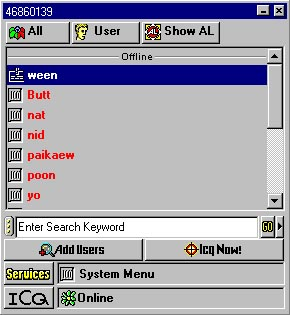 46860139
All User Show AL
Offline
ween
Butt
nat
nid
paikaew
poon
yo
Enter Search Keyword GO
Add Users Icq Now!
Services System Menu
ICQ Online